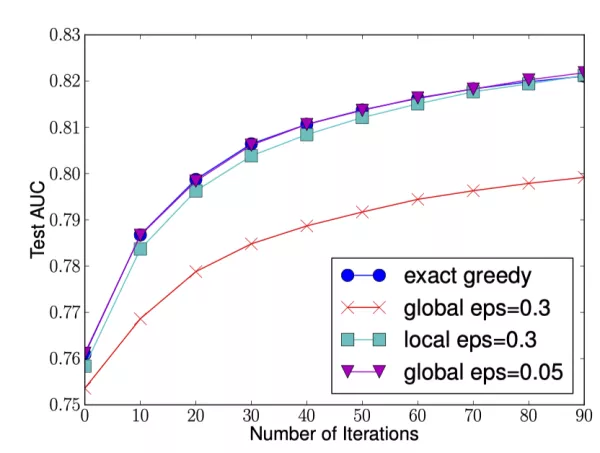 0.83
0.82
0.81
0.80
0.79
0.78
0.77
0.76
0.75
Test AUC
exact greedy
global eps=0.3
local eps=0.3
global eps=0.05
0 10 20 30 40 50 60 70 80 90
Number of Iterations